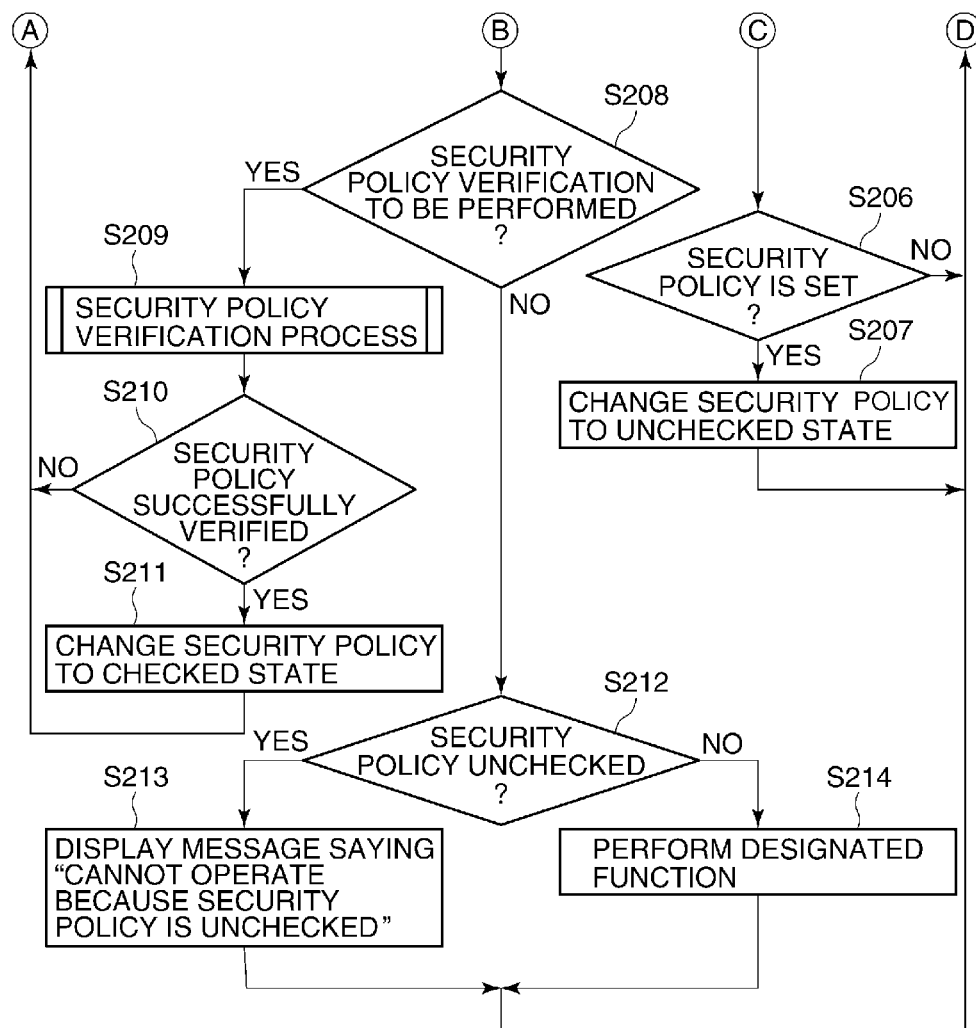 A
B
C
D
S208
SECURITY
POLICY VERIFICATION
TO BE PERFORMED
?
YES
NO
S206
SECURITY
POLICY IS SET
?
NO
YES
S209
SECURITY POLICY
VERIFICATION PROCESS
S207
CHANGE SECURITY POLICY
TO UNCHECKED STATE
S210
SECURITY
POLICY
SUCCESSFULLY
VERIFIED
?
NO
YES
S211
CHANGE SECURITY POLICY
TO CHECKED STATE
S212
SECURITY
POLICY UNCHECKED
?
YES
NO
S213
DISPLAY MESSAGE SAYING
“CANNOT OPERATE
BECAUSE SECURITY
POLICY IS UNCHECKED”
S214
PERFORM DESIGNATED
FUNCTION